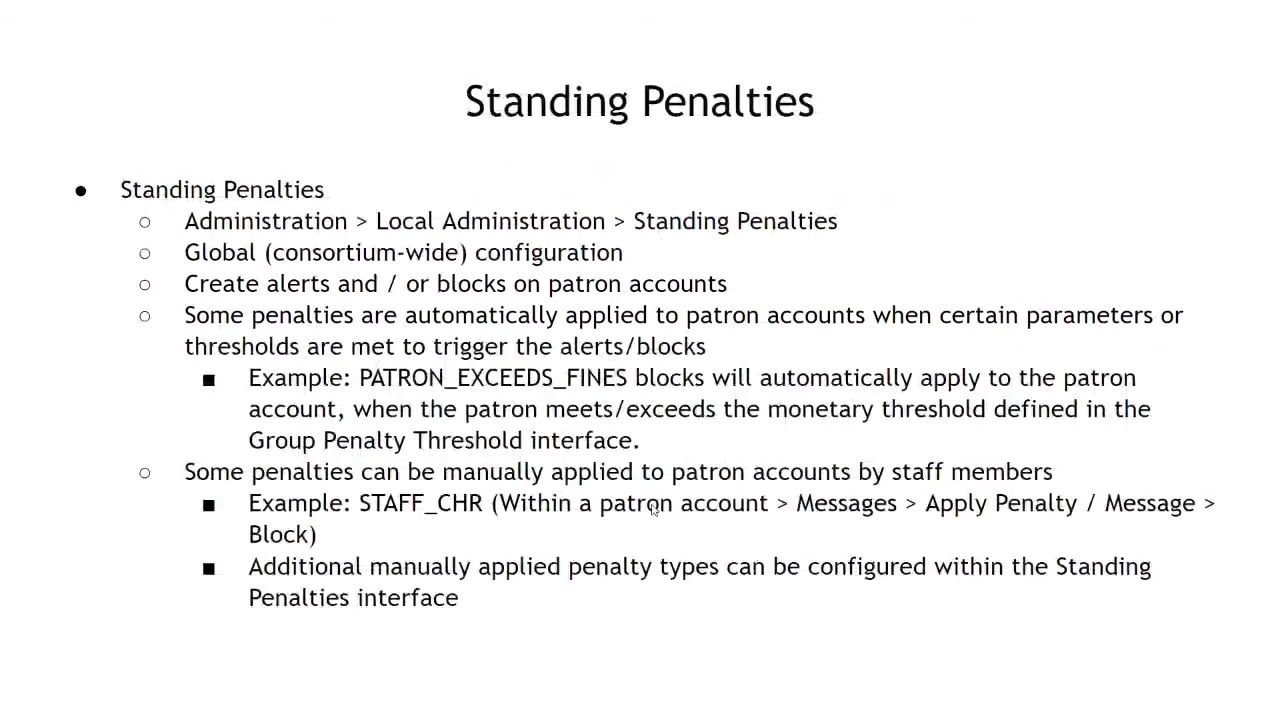 Standing Penalties
● Standing Penalties
○ Administration > Local Administration > Standing Penalties
○ Global (consortium-wide) configuration
○ Create alerts and / or blocks on patron accounts
○ Some penalties are automatically applied to patron accounts when certain parameters or
thresholds are met to trigger the alerts/blocks
■ Example: PATRON_EXCEEDS_FINES blocks will automatically apply to the patron
account, when the patron meets/exceeds the monetary threshold defined in the
Group Penalty Threshold interface.
○ Some penalties can be manually applied to patron accounts by staff members
■ Example: STAFF_CHR (Within a patron account > Messages > Apply Penalty / Message >
Block)
■ Additional manually applied penalty types can be configured within the Standing
Penalties interface